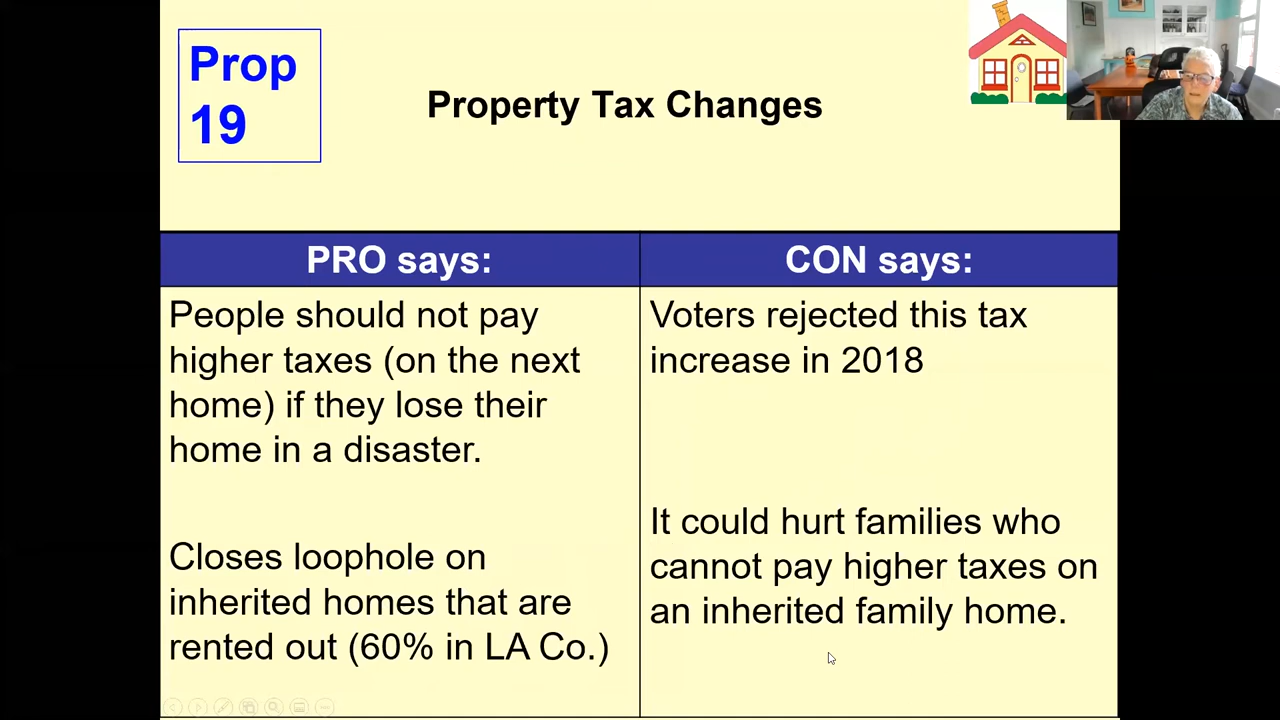 Prop
19
Property Tax Changes
PRO says:
People should not pay
higher taxes (on the next
home) if they lose their
home in a disaster.
Closes loophole on
inherited homes that are
rented out (60% in LA Co.)
CON says:
Voters rejected this tax
increase in 2018
It could hurt families who
cannot pay higher taxes on
an inherited family home.